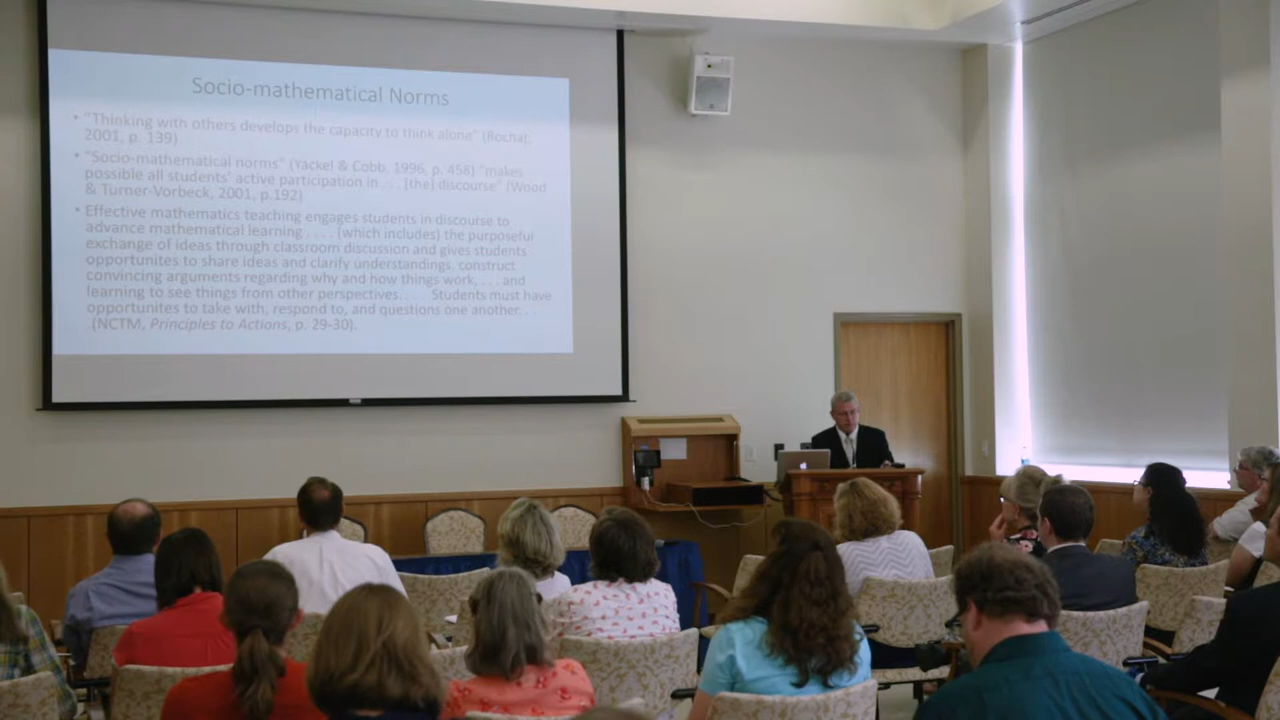 Socio-mathematical Norms
• "Thinking with others develops the capacity to think alone" (Rochat,
2001, p. 139)
• "Socio-mathematical norms" (Yackel & Cobb, 1996, p. 458) "makes
possible all students' active participation in . . . [the] discourse" (Wood
& Turner-Vorbeck, 2001, p.192)
• Effective mathematics teaching engages students in discourse to
advance mathematical learning . . . . (which includes) the purposeful
exchange of ideas through classroom discussion and gives students
opportunites to share ideas and clarify understandings, construct
convincing arguments regarding why and how things work, . . . and
learning to see things from other perspectives. . . . Students must have
opportunites to take with, respond to, and questions one another. . .
(NCTM, Principles to Actions, p. 29-30).